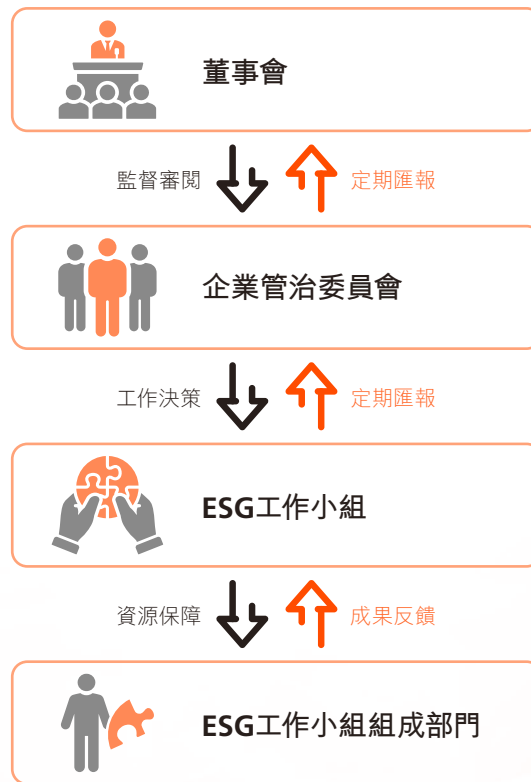 董事會
監督審閱 定期匯報
企業管治委員會
工作決策 定期匯報
ESG工作小組
資源保障 成果反饋
ESG工作小組組成部門